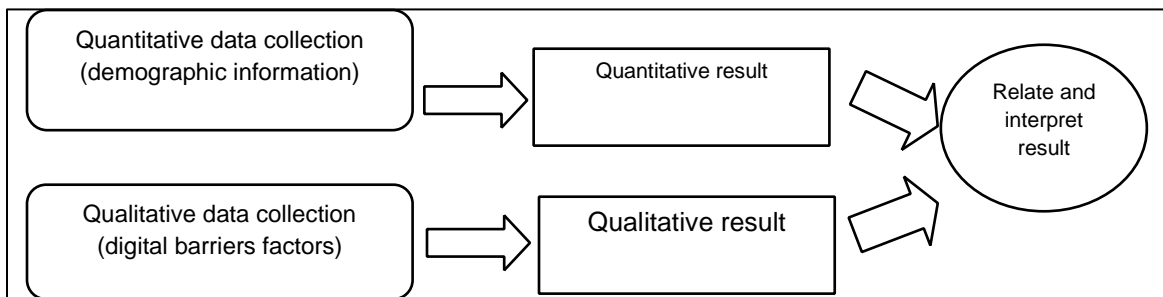 Quantitative data collection
(demographic information)
Quantitative result
Relate and
interpret
result
Qualitative data collection
(digital barriers factors)
Qualitative result